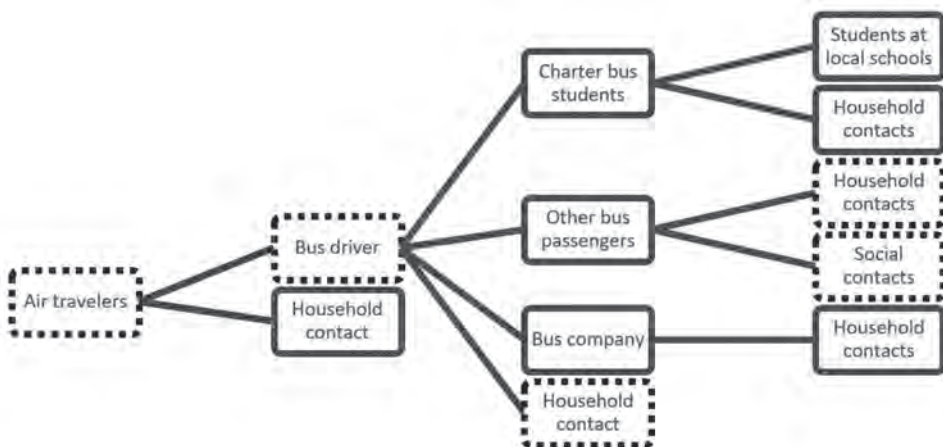 Air travelers
Bus driver
Household
contact
Charter bus
students
Other bus
passengers
Bus company
Household
contact
Students at
local schools
Household
contacts
Household
contacts
Social
contacts
Household
contacts